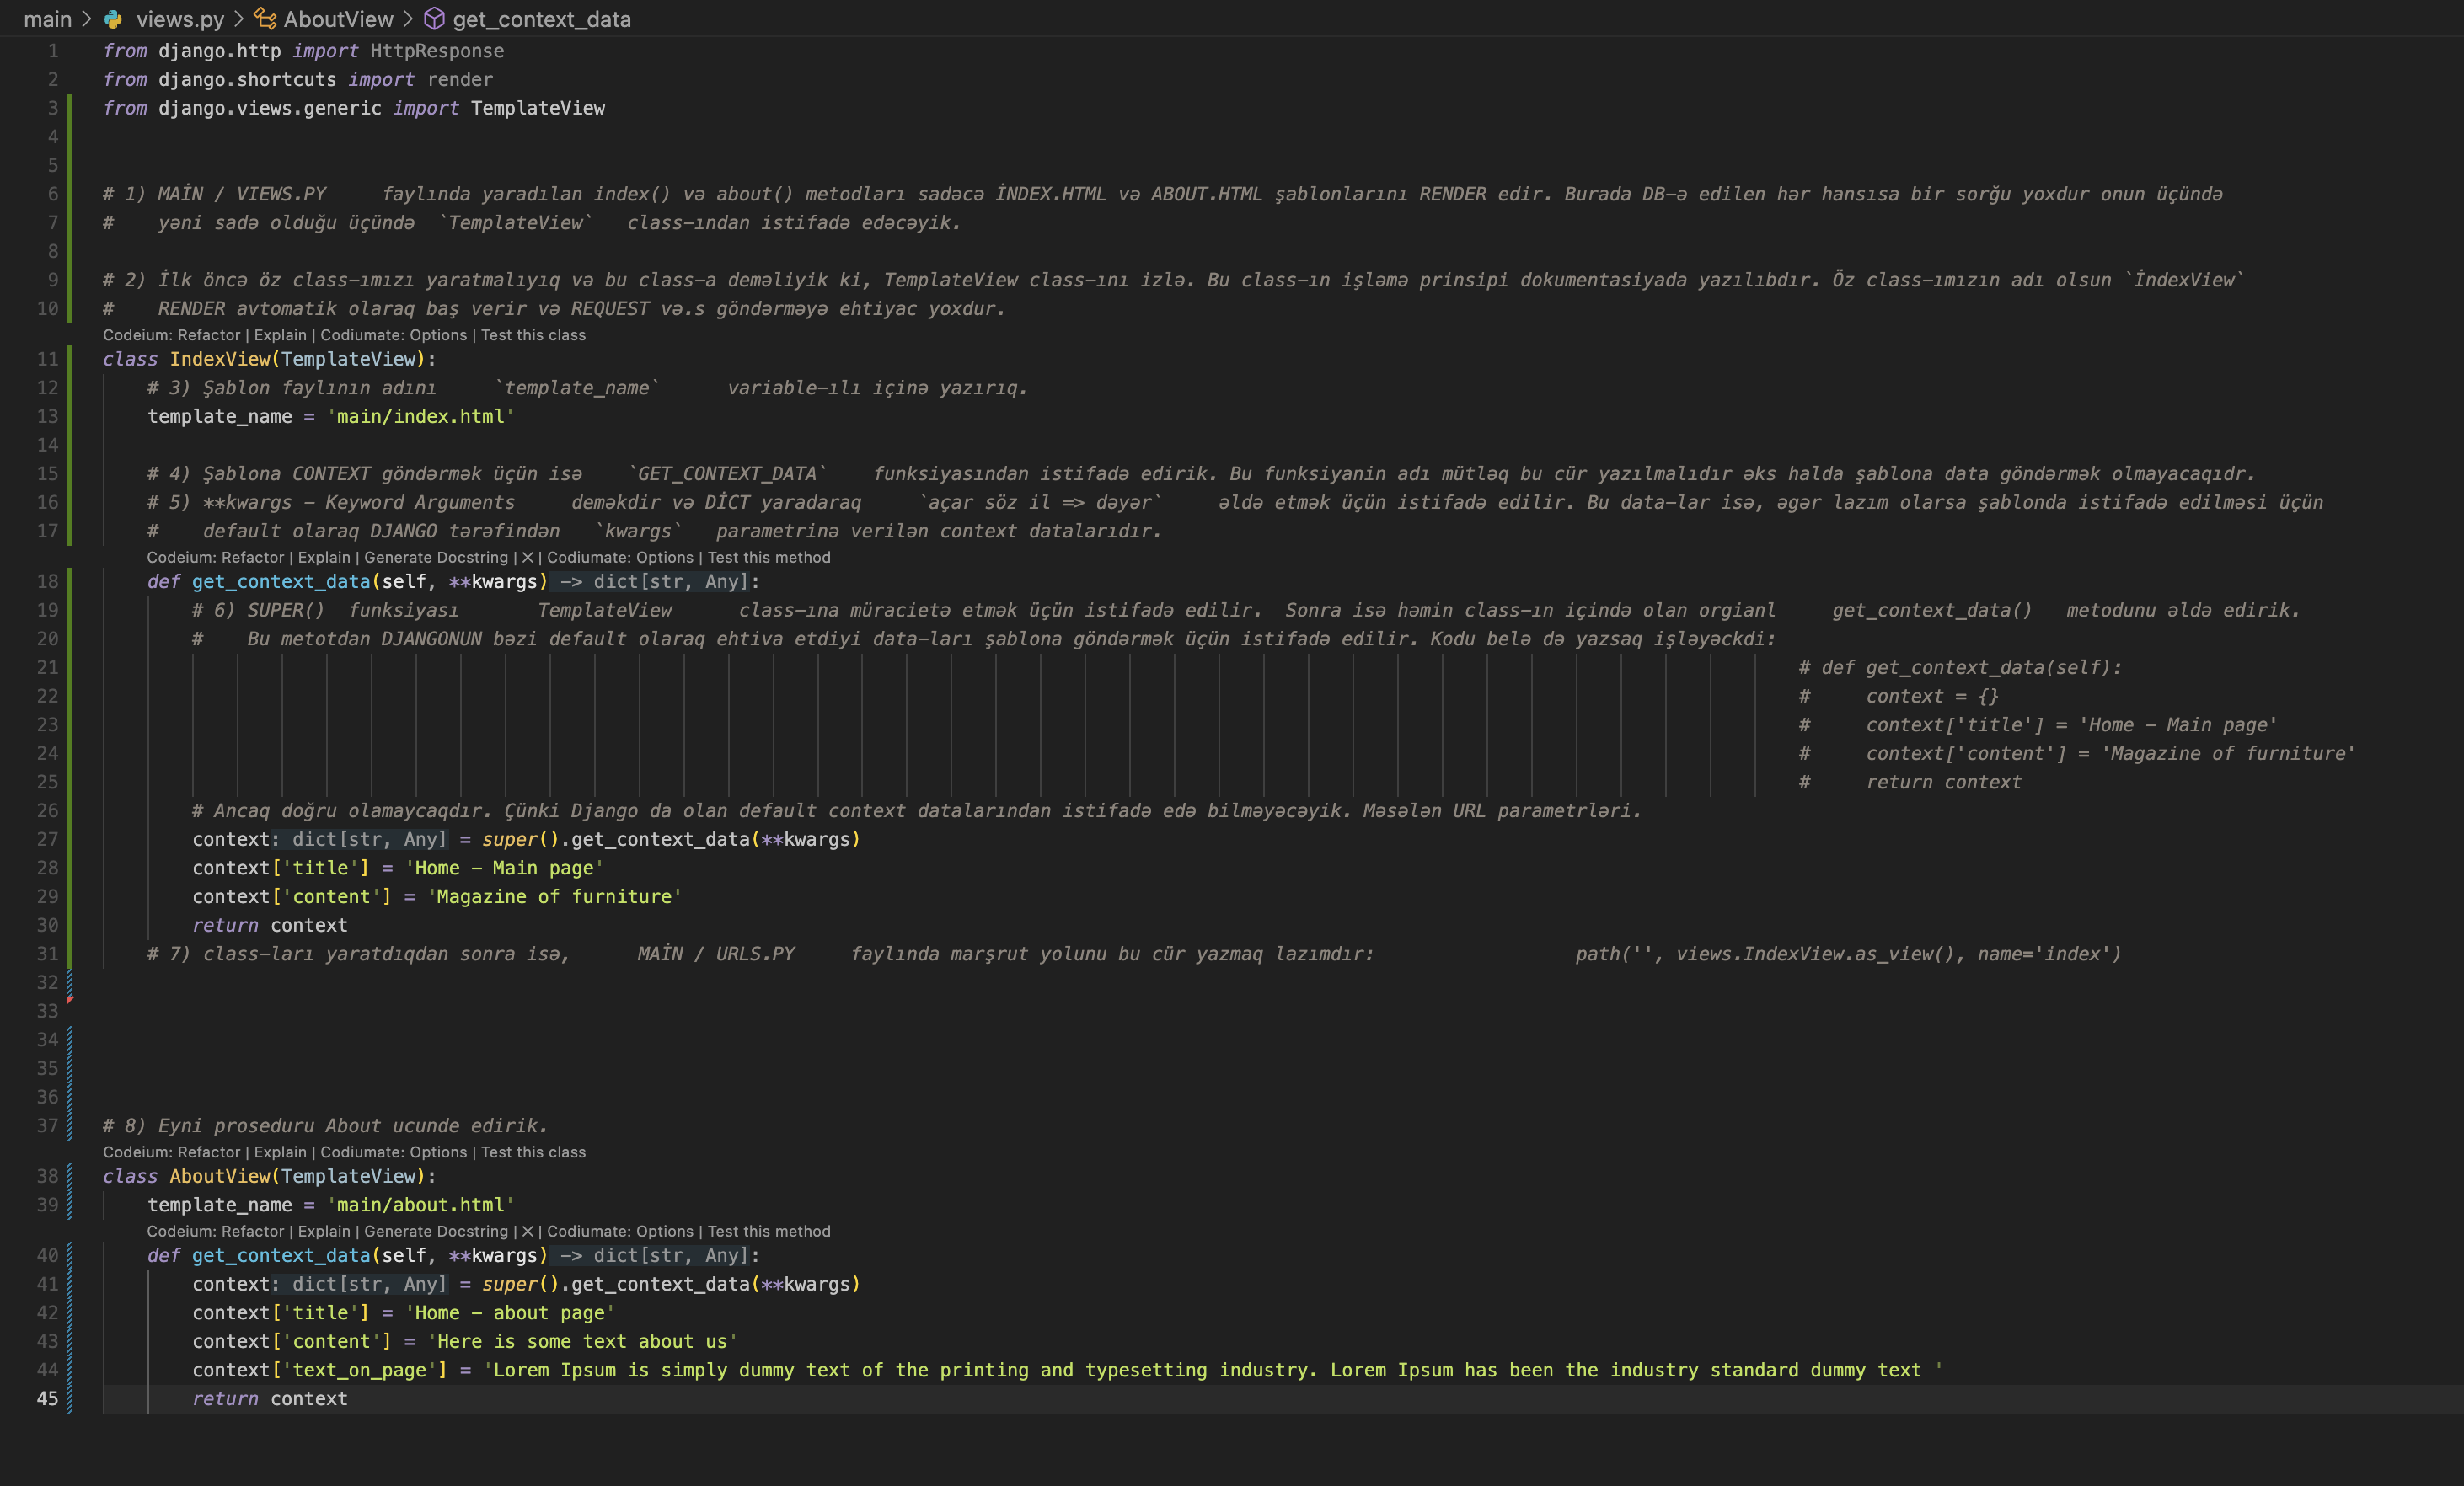 main > views.py > AboutView > get_context_data
1 from django.http import HttpResponse
2 from django.shortcuts import render
3 from django.views.generic import TemplateView
4
5
6 # 1) MAİN / VIEWS.PY     faylında yaradılan index() və about() metodları sadəcə İNDEX.HTML və ABOUT.HTML şablonlarını RENDER edir. Burada DB-ə edilən hər hansısa bir sorğu yoxdur onun üçündə
7 #    yəni sadə olduğu üçündə  `TemplateView`   class-ından istifadə edəcəyik.
8
9 # 2) İlk öncə öz class-ımızı yaratmalıyıq və bu class-a deməliyik ki, TemplateView class-ını izlə. Bu class-ın işləmə prinsipi dokumentasiyada yazılıbdır. Öz class-ımızın adı olsun `İndexView`
10 #    RENDER avtomatik olaraq baş verir və REQUEST və.s göndərməyə ehtiyac yoxdur.
Codeium: Refactor | Explain | Codiumate: Options | Test this class
11 class IndexView(TemplateView):
12     # 3) Şablon faylının adını     `template_name`      variable-ılı içinə yazırıq.
13     template_name = 'main/index.html'
14
15     # 4) Şablona CONTEXT göndərmək üçün isə    `GET_CONTEXT_DATA`    funksiyasından istifadə edirik. Bu funksiyanin adı mütləq bu cür yazılmalıdır əks halda şablona data göndərmək olmayacaqıdr.
16     # 5) **kwargs - Keyword Arguments     deməkdir və DİCT yaradaraq     `açar söz il => dəyər`     əldə etmək üçün istifadə edilir. Bu data-lar isə, əgər lazım olarsa şablonda istifadə edilməsi üçün
17     #    default olaraq DJANGO tərəfindən   `kwargs`   parametrinə verilən context datalarıdır.
Codeium: Refactor | Explain | Generate Docstring | X | Codiumate: Options | Test this method
18     def get_context_data(self, **kwargs) -> dict[str, Any]:
19         # 6) SUPER()  funksiyası       TemplateView      class-ına müracietə etmək üçün istifadə edilir.  Sonra isə həmin class-ın içində olan orgianl     get_context_data()   metodunu əldə edirik.
20         #    Bu metotdan DJANGONUN bəzi default olaraq ehtiva etdiyi data-ları şablona göndərmək üçün istifadə edilir. Kodu belə də yazsaq işləyəckdi:
21 # def get_context_data(self):
22 #     context = {}
23 #     context['title'] = 'Home - Main page'
24 #     context['content'] = 'Magazine of furniture'
25 #     return context
26         # Ancaq doğru olamaycaqdır. Çünki Django da olan default context datalarından istifadə edə bilməyəcəyik. Məsələn URL parametrləri.
27         context: dict[str, Any] = super().get_context_data(**kwargs)
28         context['title'] = 'Home - Main page'
29         context['content'] = 'Magazine of furniture'
30         return context
31     # 7) class-ları yaratdıqdan sonra isə,      MAİN / URLS.PY     faylında marşrut yolunu bu cür yazmaq lazımdır:                  path('', views.IndexView.as_view(), name='index')
32
33
34
35
36
37 # 8) Eyni proseduru About ucunde edirik.
Codeium: Refactor | Explain | Codiumate: Options | Test this class
38 class AboutView(TemplateView):
39     template_name = 'main/about.html'
Codeium: Refactor | Explain | Generate Docstring | X | Codiumate: Options | Test this method
40     def get_context_data(self, **kwargs) -> dict[str, Any]:
41         context: dict[str, Any] = super().get_context_data(**kwargs)
42         context['title'] = 'Home - about page'
43         context['content'] = 'Here is some text about us'
44         context['text_on_page'] = 'Lorem Ipsum is simply dummy text of the printing and typesetting industry. Lorem Ipsum has been the industry standard dummy text '
45         return context